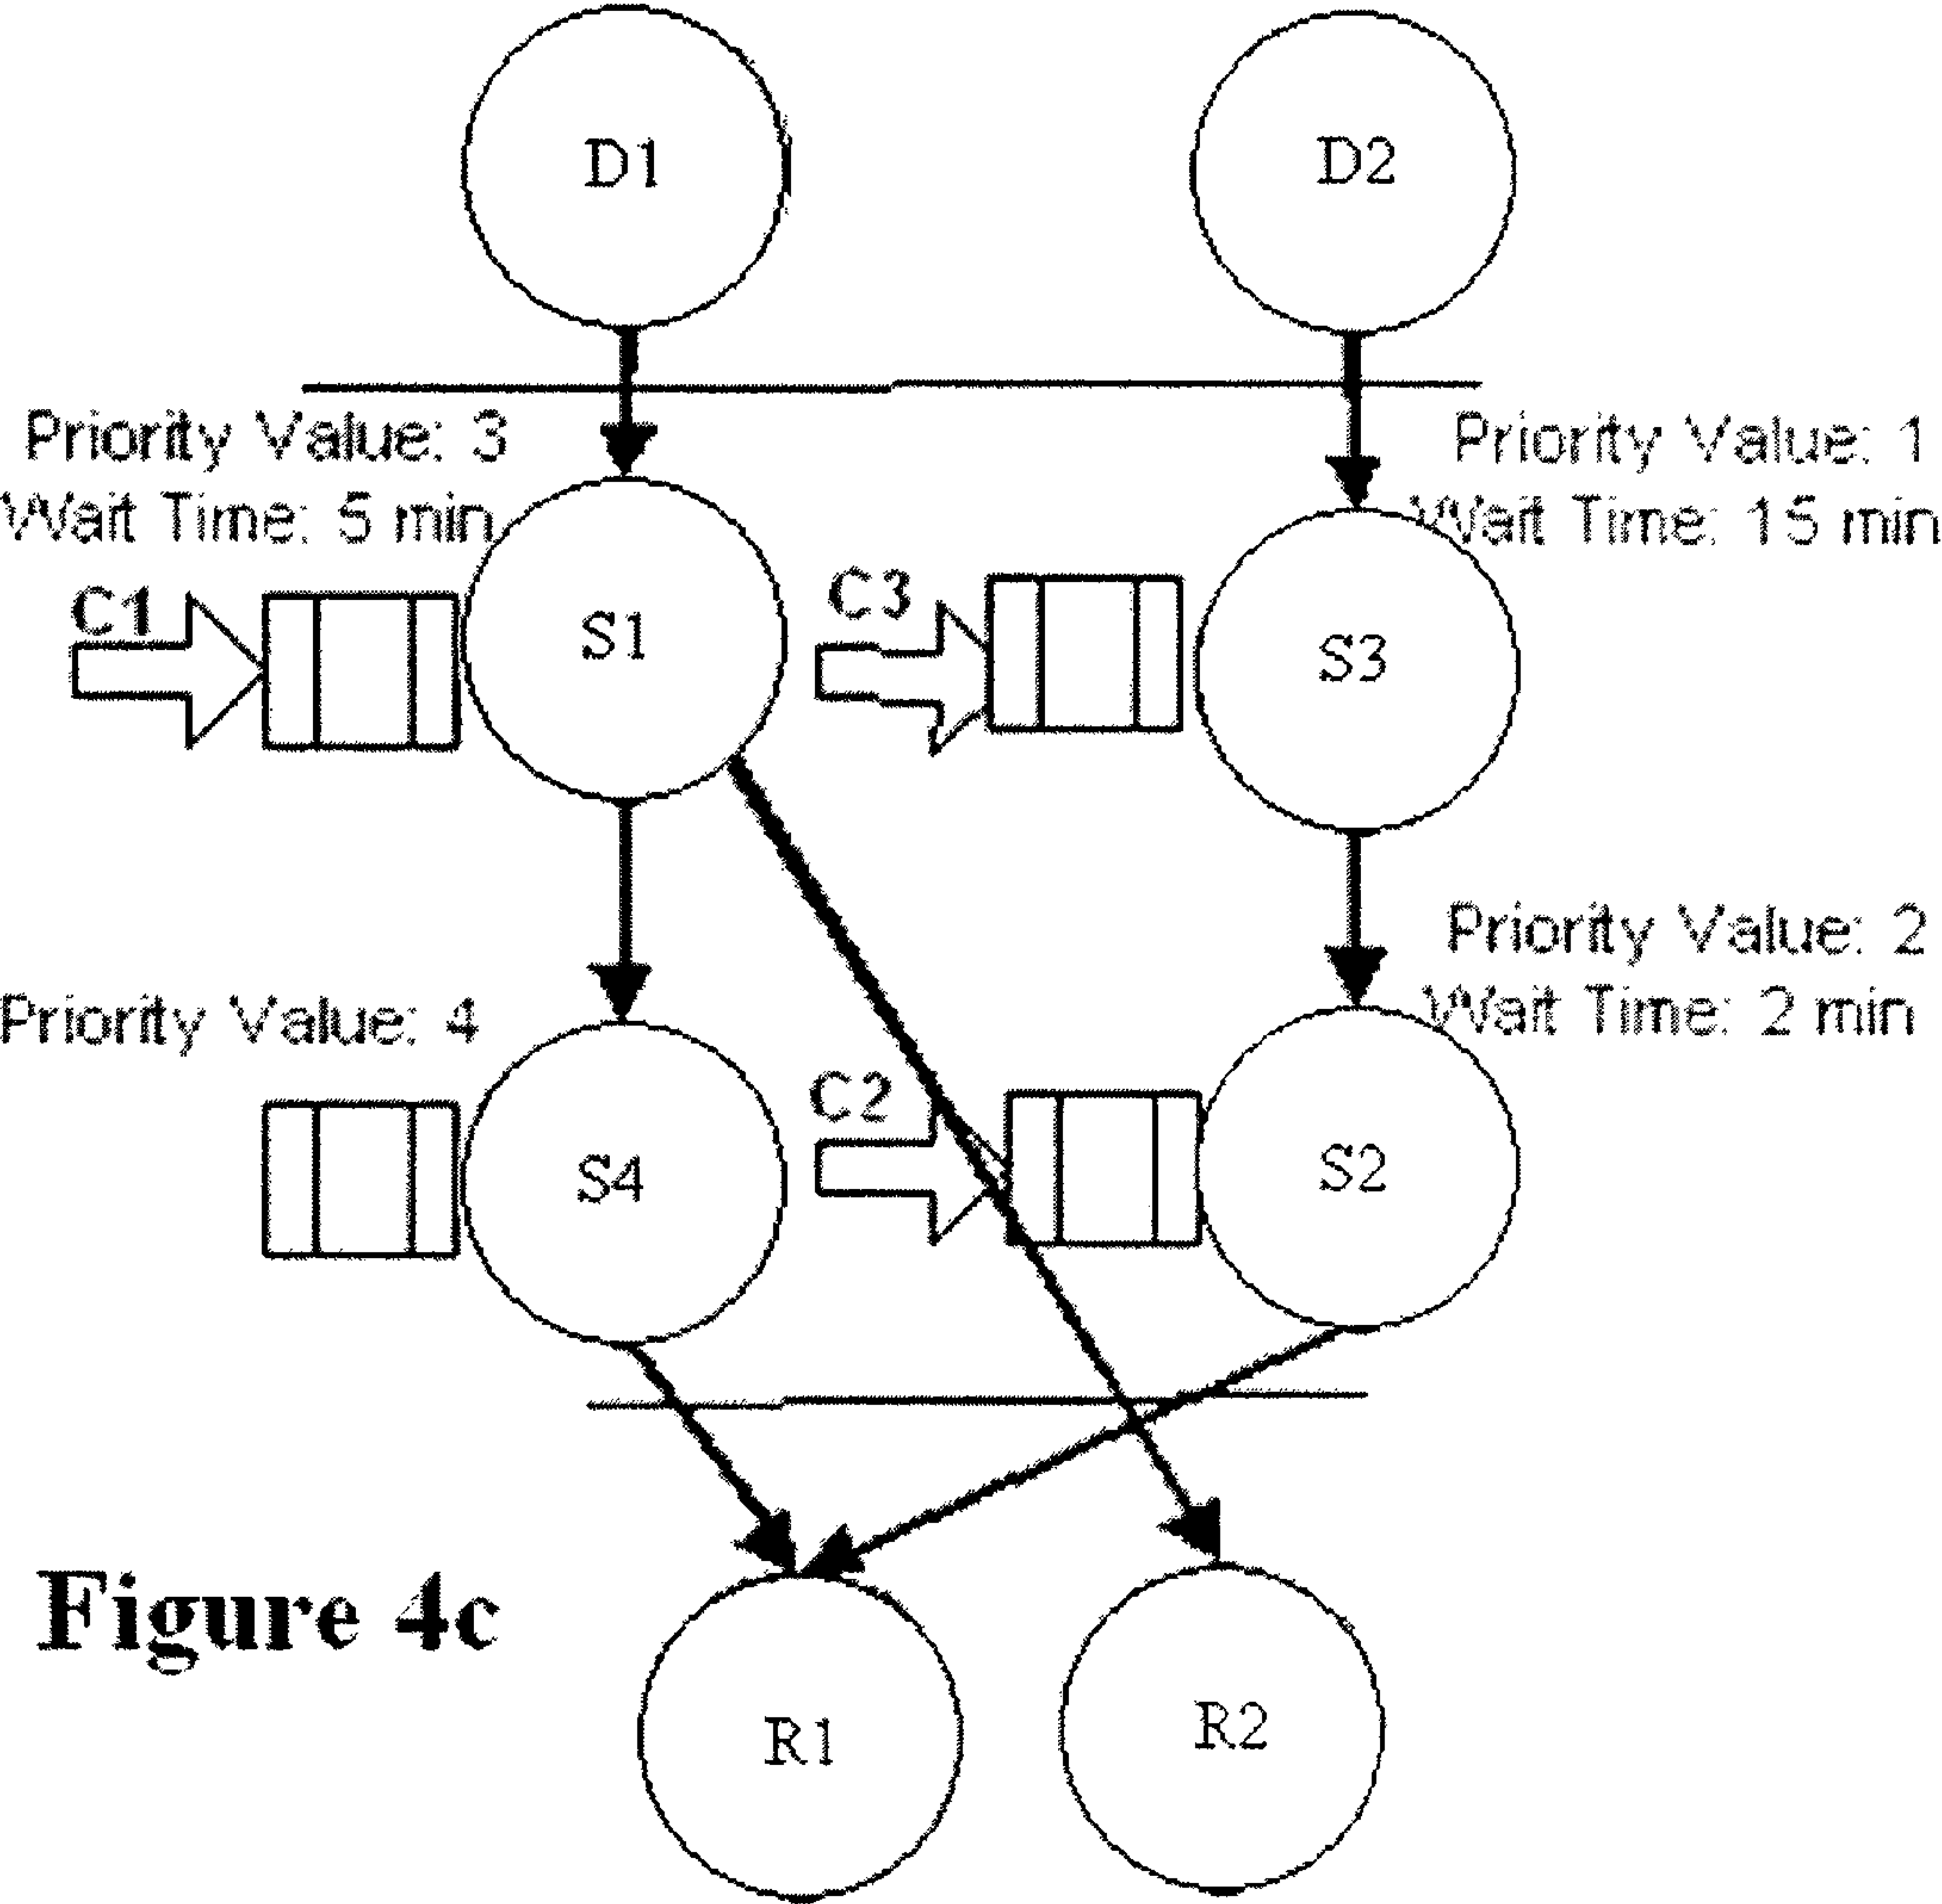 D1
D2
Priority Value: 3
Wait Time: 5 min
Priority Value: 1
Wait Time: 15 min
C1
S1
C3
S3
Priority Value: 4
Priority Value: 2
Wait Time: 2 min
S4
C2
S2
Figure 4c
R1
R2